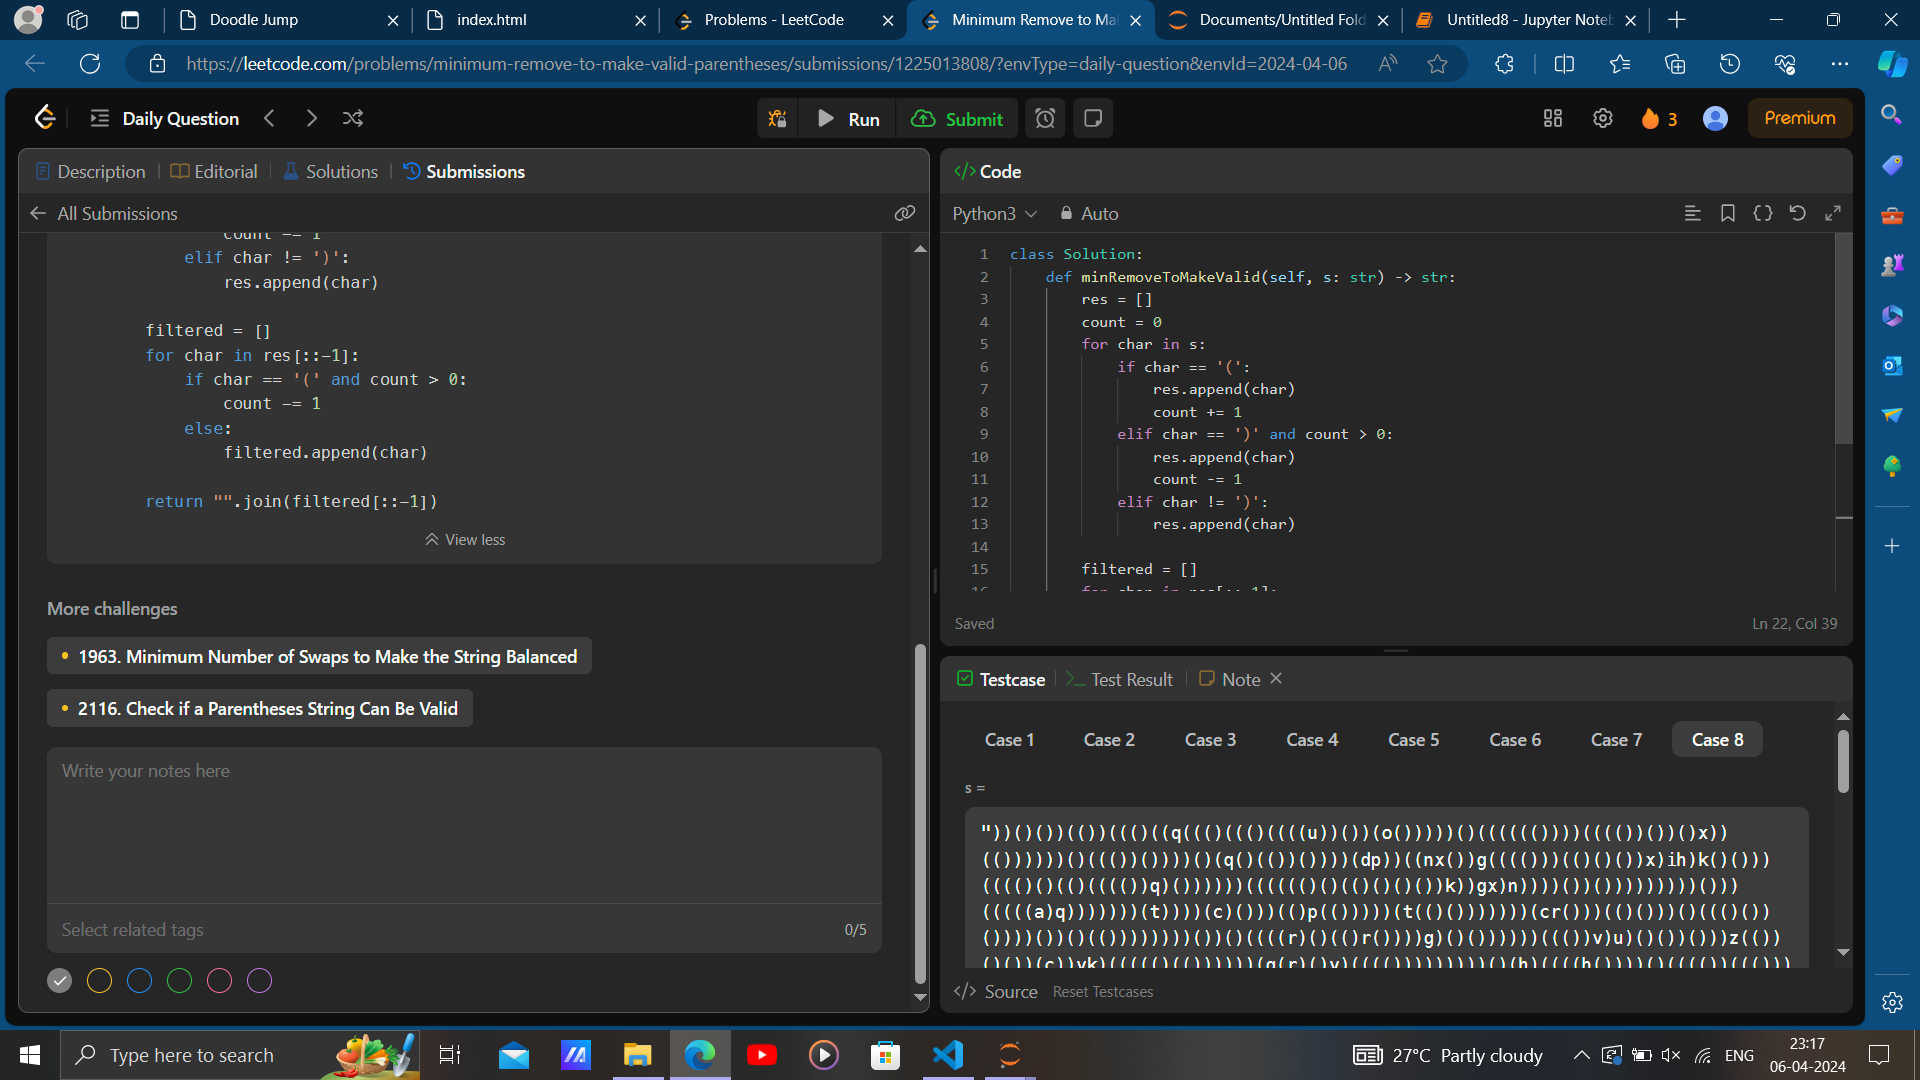 Doodle Jump
index.html
Problems - LeetCode
Minimum Remove to Ma
Documents/Untitled Fold
Untitled8 - Jupyter Noteb
https://leetcode.com/problems/minimum-remove-to-make-valid-parentheses/submissions/1225013808/?envType=daily-question&envId=2024-04-06
Daily Question
Run
Submit
3
Premium
Description
Editorial
Solutions
Submissions
All Submissions
count -= 1
elif char != ')':
res.append(char)
filtered = []
for char in res[::-1]:
if char == '(' and count > 0:
count -= 1
else:
filtered.append(char)
return "".join(filtered[::-1])
View less
More challenges
1963. Minimum Number of Swaps to Make the String Balanced
2116. Check if a Parentheses String Can Be Valid
Write your notes here
Select related tags
0/5
</> Code
Python3
Auto
1 class Solution:
2 def minRemoveToMakeValid(self, s: str) -> str:
3 res = []
4 count = 0
5 for char in s:
6 if char == '(':
7 res.append(char)
8 count += 1
9 elif char == ')' and count > 0:
10 res.append(char)
11 count -= 1
12 elif char != ')':
13 res.append(char)
14
15 filtered = []
16 for char in res[::-1]:
Saved
Ln 22, Col 39
Testcase
Test Result
Note
Case 1
Case 2
Case 3
Case 4
Case 5
Case 6
Case 7
Case 8
s =
"))()())(())((()((q((()((()((((u))())(o()))))()(((((())))(((())())()x))
(()))))()((())())))()(q()(())())))(dp))((nx())g(((()))(()()())x)ih)k()()))
(((()()(()((((())q)())))))((((((()()(()()()())k))gx)n))))())())))))))()))
(((((a)q)))))))(t))))(c)()))(()p(()))))(t(()()))))))(cr()))(()()))()((()())
())))())()(())))))))())()((((r)()(()r())))g)()()))))((())v)u)()())()))z(())
</> Source
Reset Testcases
Type here to search
27°C Partly cloudy
ENG
23:17
06-04-2024